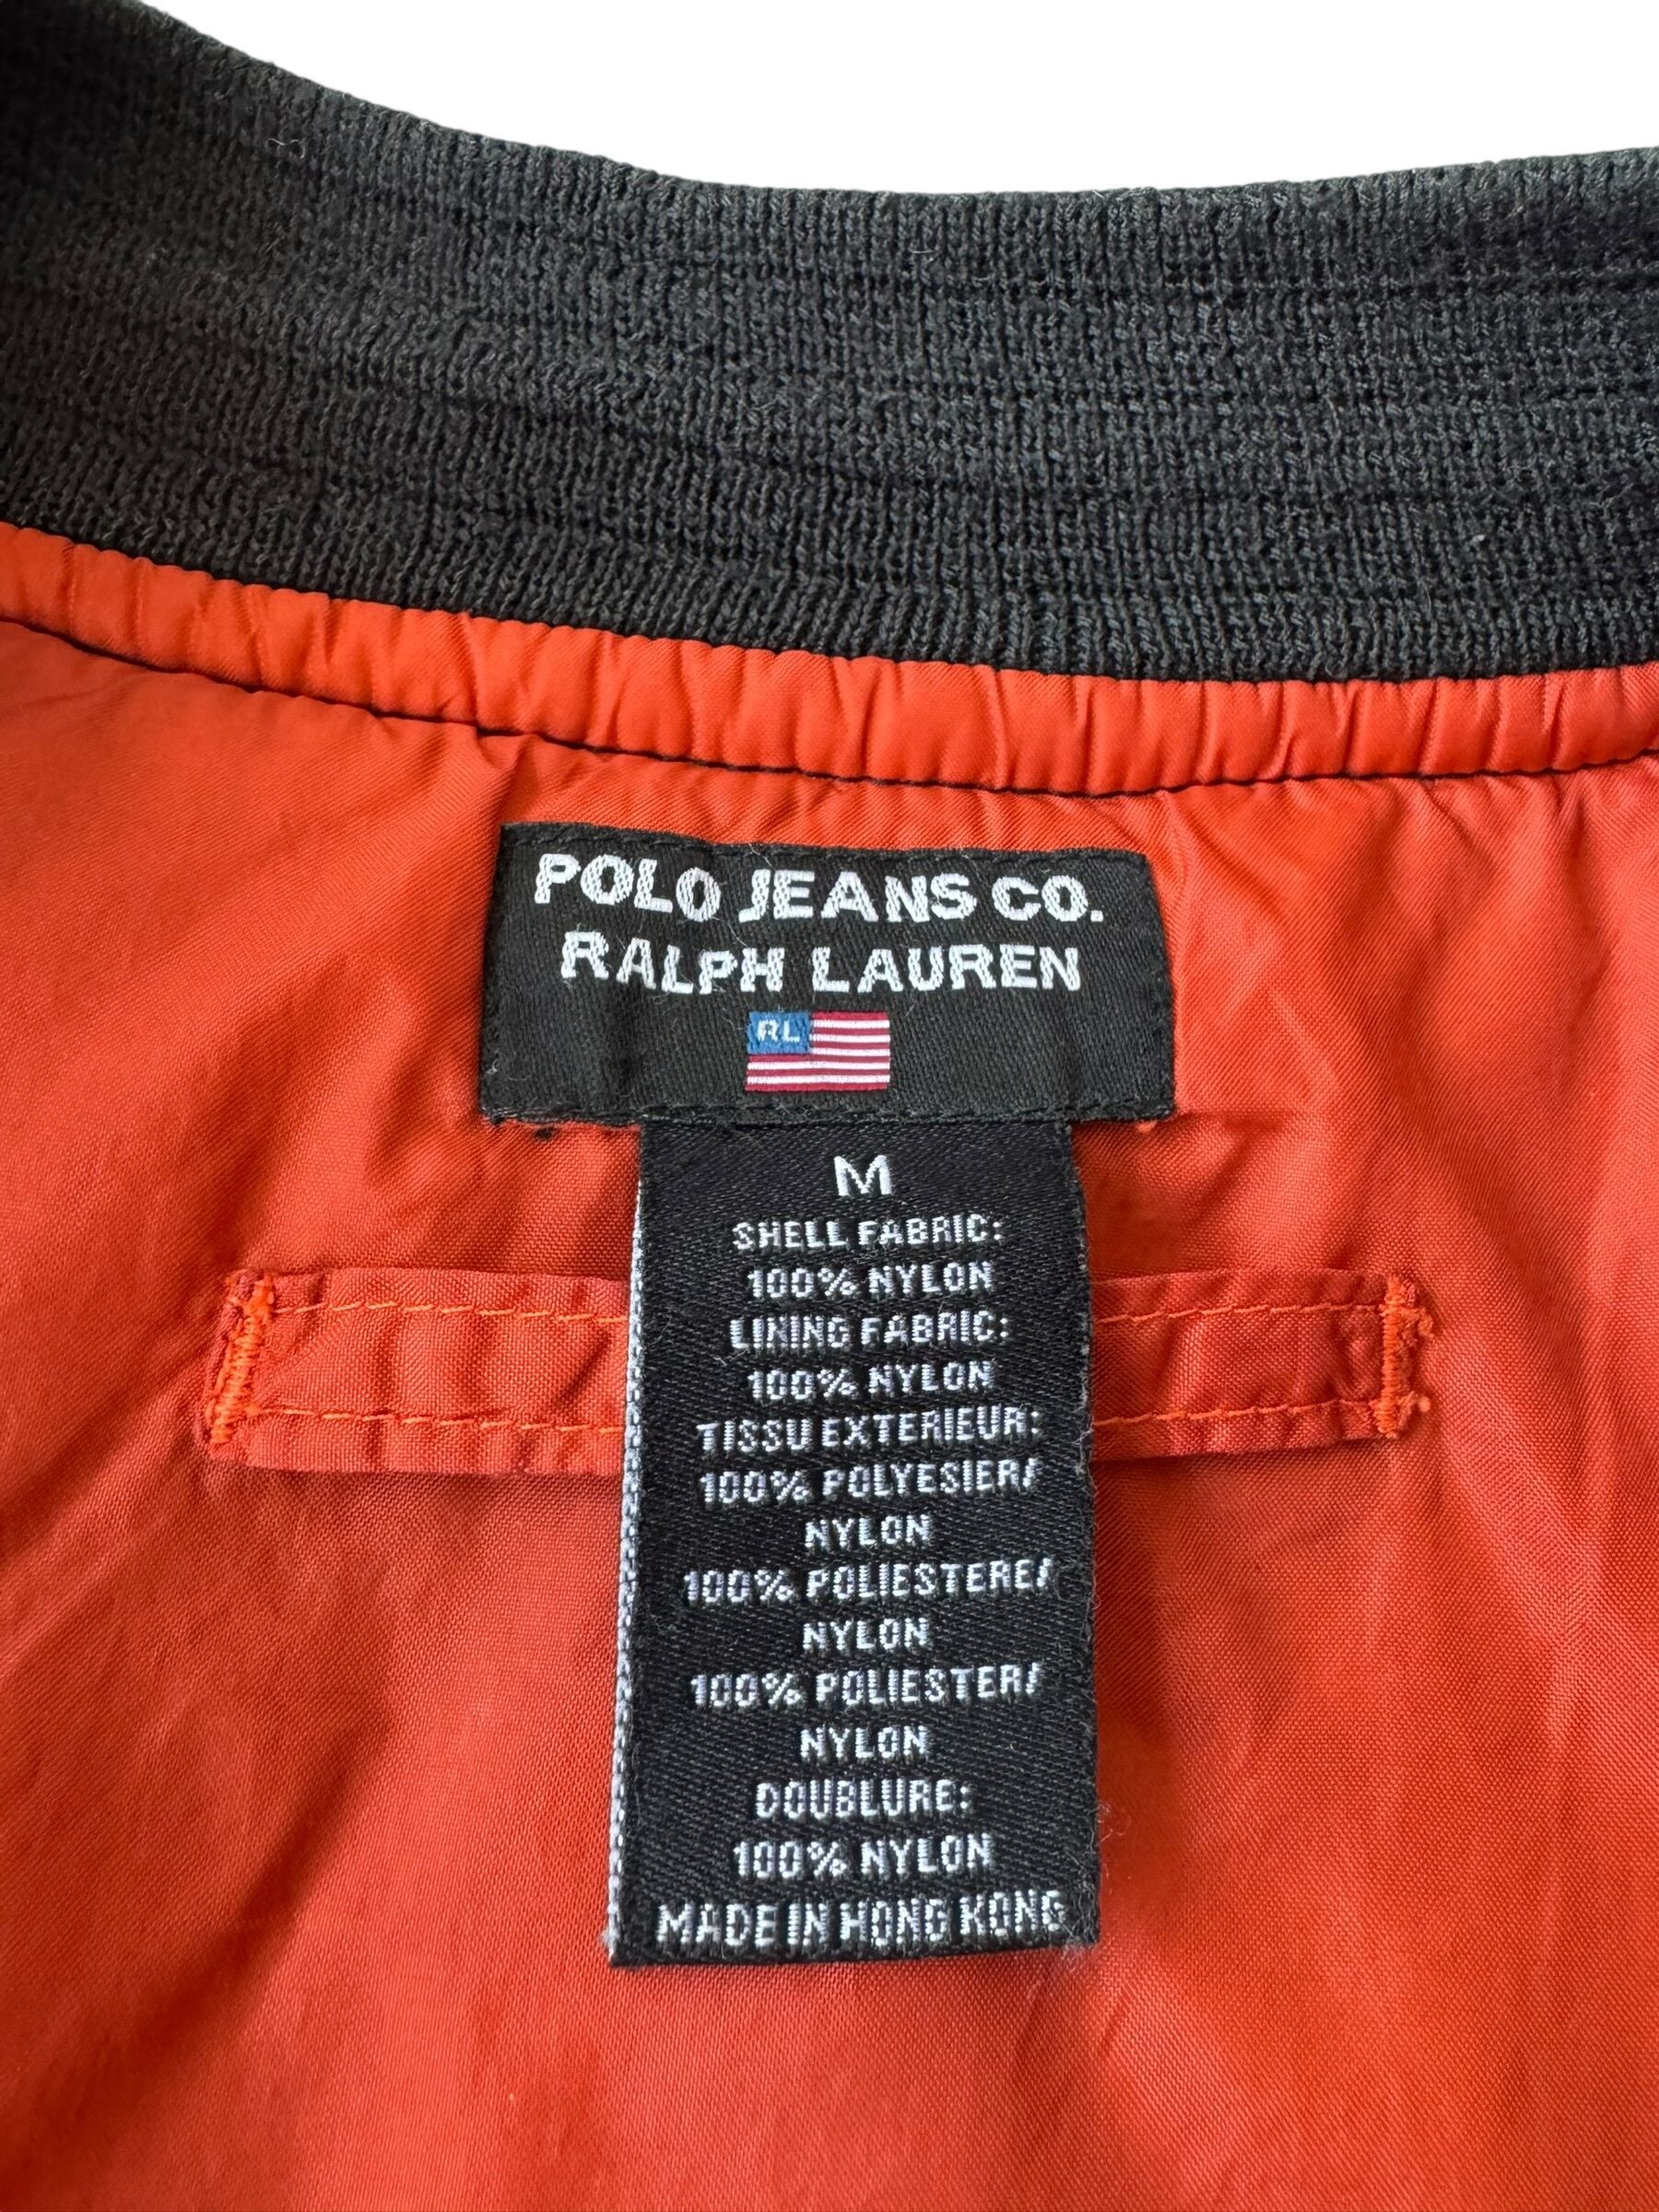 POLO JEANS CO.
RALPH LAUREN
RL
M
SHELL FABRIC:
100% NYLON
LINING FABRIC:
100% NYLON
TISSU EXTERIEUR:
100% POLYESIER/
NYLON
100% POLIESTERE/
NYLON
100% POLIESTER/
NYLON
DOUBLURE:
100% NYLON
MADE IN HONG KONG